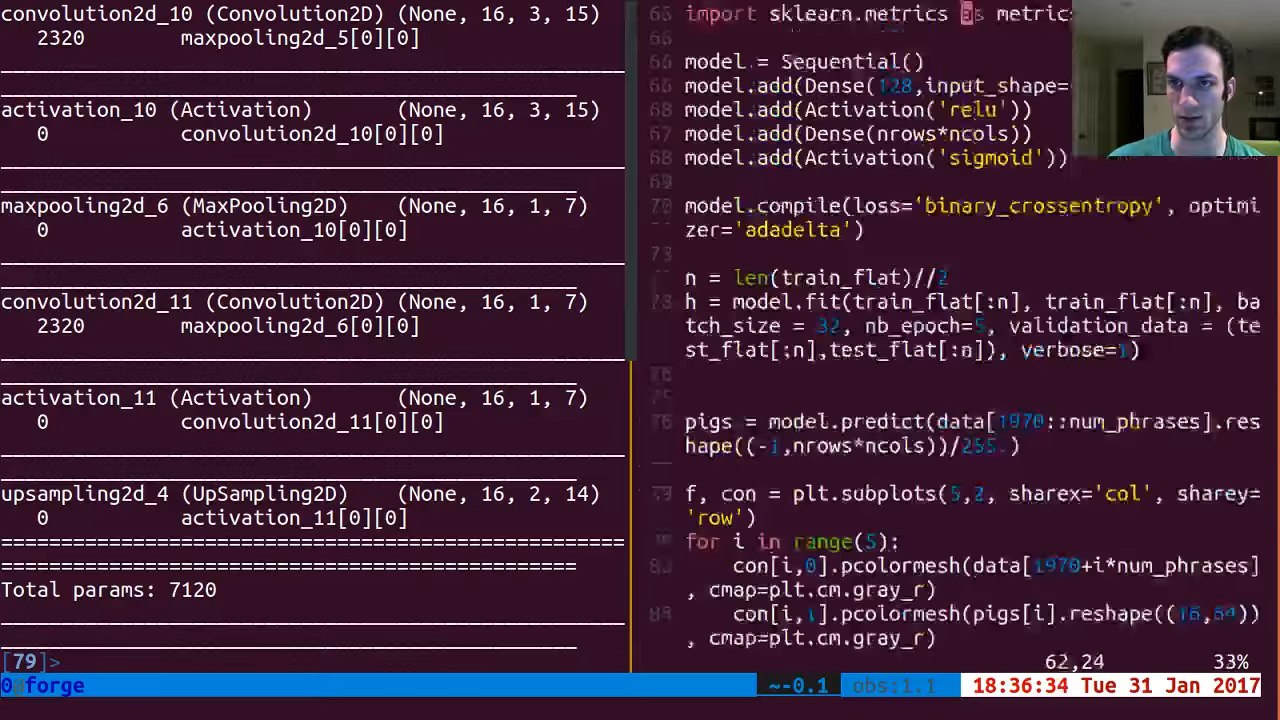 convolution2d_10 (Convolution2D) (None, 16, 3, 15)
2320 maxpooling2d_5[0][0]
activation_10 (Activation) (None, 16, 3, 15)
0 convolution2d_10[0][0]
maxpooling2d_6 (MaxPooling2D) (None, 16, 1, 7)
0 activation_10[0][0]
convolution2d_11 (Convolution2D) (None, 16, 1, 7)
2320 maxpooling2d_6[0][0]
activation_11 (Activation) (None, 16, 1, 7)
0 convolution2d_11[0][0]
upsampling2d_4 (UpSampling2D) (None, 16, 2, 14)
0 activation_11[0][0]
Total params: 7120
[79]>
import sklearn.metrics as metric
model = Sequential()
model.add(Dense(128,input_shape=
model.add(Activation('relu'))
model.add(Dense(nrows*ncols))
model.add(Activation('sigmoid'))
model.compile(loss='binary_crossentropy', optimi
zer='adadelta')
n = len(train_flat)//2
h = model.fit(train_flat[:n], train_flat[:n], ba
tch_size = 32, nb_epoch=5, validation_data = (te
st_flat[:n],test_flat[:n]), verbose=1)
pigs = model.predict(data[1970::num_phrases].res
hape((-1,nrows*ncols))/255.)
f, con = plt.subplots(5,2, sharex='col', sharey=
'row')
for i in range(5):
con[i,0].pcolormesh(data[1970+i*num_phrases]
, cmap=plt.cm.gray_r)
con[i,1].pcolormesh(pigs[i].reshape((16,64))
, cmap=plt.cm.gray_r)
62,24 33%
0@forge ~-0.1 obs:1.1 18:36:34 Tue 31 Jan 2017